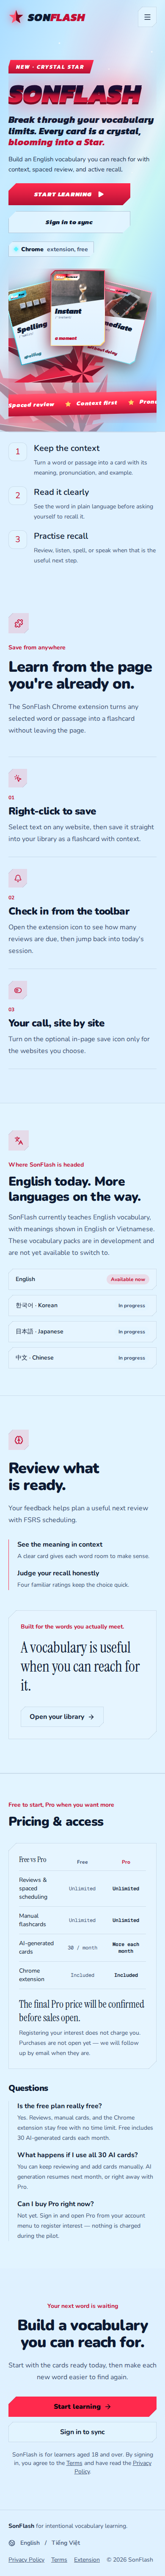 SONFLASH
NEW · CRYSTAL STAR
SONFLASH
Break through your vocabulary
limits. Every card is a crystal,
blooming into a Star.
Build an English vocabulary you can reach for with
context, spaced review, and active recall.
START LEARNING
Sign in to sync
Chrome extension, free
Spelling
Instant
a moment
Spaced review
Context first
1
Keep the context
Turn a word or passage into a card with its
meaning, pronunciation, and example.
2
Read it clearly
See the word in plain language before asking
yourself to recall it.
3
Practise recall
Review, listen, spell, or speak when that is the
useful next step.
Save from anywhere
Learn from the page
you're already on.
The SonFlash Chrome extension turns any
selected word or passage into a flashcard
without leaving the page.
01
Right-click to save
Select text on any website, then save it straight
into your library as a flashcard with context.
02
Check in from the toolbar
Open the extension icon to see how many
reviews are due, then jump back into today's
session.
03
Your call, site by site
Turn on the optional in-page save icon only for
the websites you choose.
Where SonFlash is headed
English today. More
languages on the way.
SonFlash currently teaches English vocabulary,
with meanings shown in English or Vietnamese.
These vocabulary packs are in development and
are not yet available to switch to.
English
Available now
한국어 · Korean
In progress
日本語 · Japanese
In progress
中文 · Chinese
In progress
Review what
is ready.
Your feedback helps plan a useful next review
with FSRS scheduling.
See the meaning in context
A clear card gives each word room to make sense.
Judge your recall honestly
Four familiar ratings keep the choice quick.
Built for the words you actually meet.
A vocabulary is useful
when you can reach for
it.
Open your library →
Free to start, Pro when you want more
Pricing & access
Free vs Pro
Free
Pro
Reviews &
spaced
scheduling
Unlimited
Unlimited
Manual
flashcards
Unlimited
Unlimited
AI-generated
cards
30 / month
More each
month
Chrome
extension
Included
Included
The final Pro price will be confirmed
before sales open.
Registering your interest does not charge you.
Purchases are not open yet — we will follow
up by email when they are.
Questions
Is the free plan really free?
Yes. Reviews, manual cards, and the Chrome
extension stay free with no time limit. Free includes
30 AI-generated cards each month.
What happens if I use all 30 AI cards?
You can keep reviewing and add cards manually. AI
generation resumes next month, or right away with
Pro.
Can I buy Pro right now?
Not yet. Sign in and open Pro from your account
menu to register interest — nothing is charged
during the pilot.
Your next word is waiting
Build a vocabulary
you can reach for.
Start with the cards ready today, then make each
new word easier to find again.
Start learning →
Sign in to sync
SonFlash is for learners aged 18 and over. By signing
in, you agree to the Terms and have read the Privacy
Policy.
SonFlash for intentional vocabulary learning.
English / Tiếng Việt
Privacy Policy Terms Extension © 2026 SonFlash